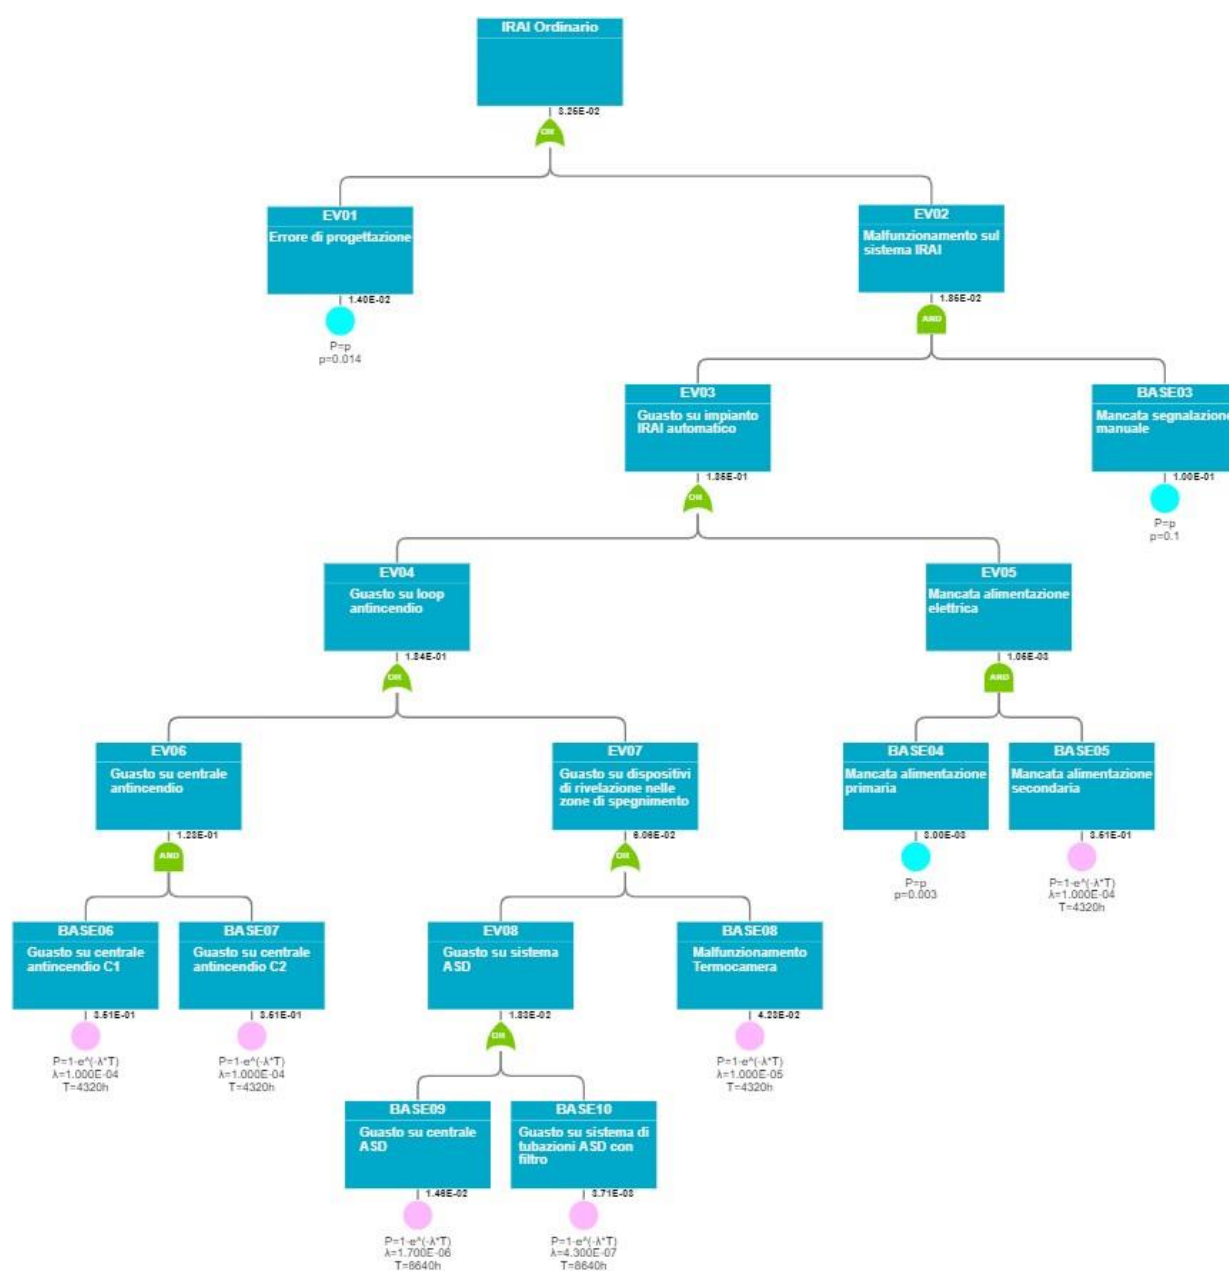 IRAI Ordinario
3.25E-02
OR
EV01
Errore di progettazione
1.40E-02
P=p
p=0.014
EV02
Malfunzionamento sul
sistema IRAI
1.85E-02
AND
EV03
Guasto su impianto
IRAI automatico
1.85E-01
OR
BASE03
Mancata segnalazione
manuale
1.00E-01
P=p
p=0.1
EV04
Guasto su loop
antincendio
1.84E-01
OR
EV05
Mancata alimentazione
elettrica
1.05E-03
AND
EV06
Guasto su centrale
antincendio
1.23E-01
AND
EV07
Guasto su dispositivi
di rivelazione nelle
zone di spegnimento
6.06E-02
OR
BASE04
Mancata alimentazione
primaria
3.00E-03
P=p
p=0.003
BASE05
Mancata alimentazione
secondaria
3.51E-01
P=1-e^(-λ*T)
λ=1.000E-04
T=4320h
BASE06
Guasto su centrale
antincendio C1
3.51E-01
P=1-e^(-λ*T)
λ=1.000E-04
T=4320h
BASE07
Guasto su centrale
antincendio C2
3.51E-01
P=1-e^(-λ*T)
λ=1.000E-04
T=4320h
EV08
Guasto su sistema
ASD
1.83E-02
OR
BASE08
Malfunzionamento
Termocamera
4.23E-02
P=1-e^(-λ*T)
λ=1.000E-05
T=4320h
BASE09
Guasto su centrale
ASD
1.46E-02
P=1-e^(-λ*T)
λ=1.700E-06
T=8640h
BASE10
Guasto su sistema di
tubazioni ASD con
filtro
3.71E-03
P=1-e^(-λ*T)
λ=4.300E-07
T=8640h